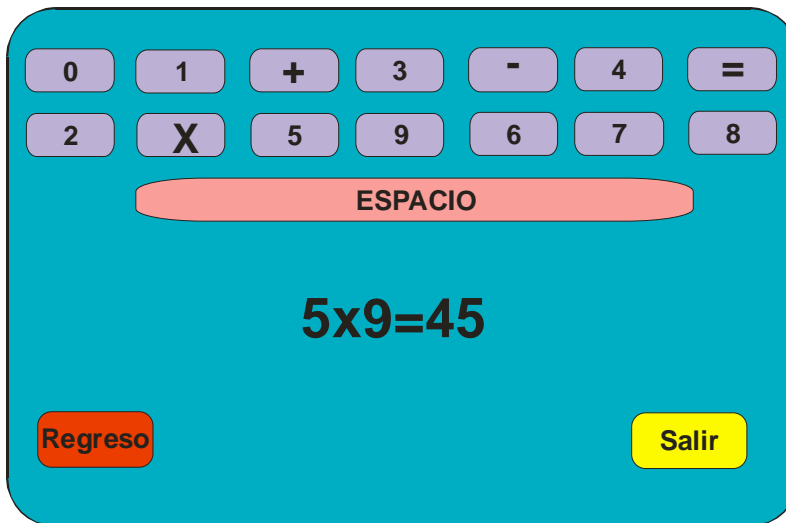 0 1 + 3 - 4 =
2 X 5 9 6 7 8
ESPACIO
5x9=45
Regreso Salir